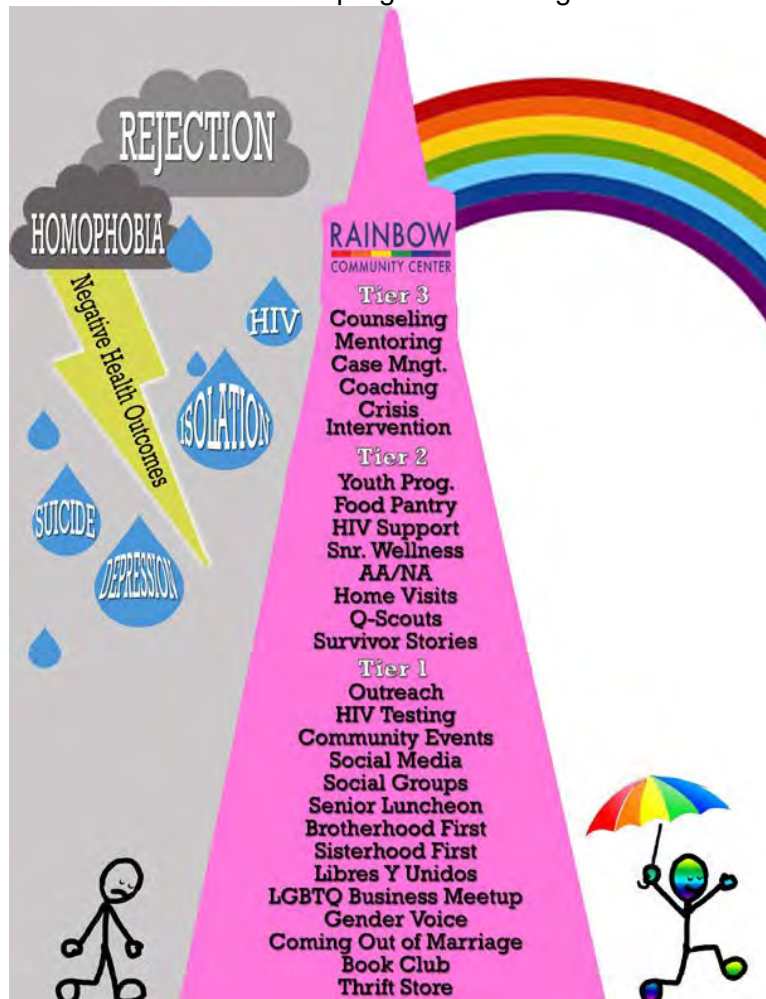 REJECTION
HOMOPHOBIA
Negative Health Outcomes
HIV
ISOLATION
SUICIDE
DEPRESSION
RAINBOW
COMMUNITY CENTER
Tier 3
Counseling
Mentoring
Case Mngt.
Coaching
Crisis
Intervention
Tier 2
Youth Prog.
Food Pantry
HIV Support
Snr. Wellness
AA/NA
Home Visits
Q-Scouts
Survivor Stories
Tier 1
Outreach
HIV Testing
Community Events
Social Media
Social Groups
Senior Luncheon
Brotherhood First
Sisterhood First
Libres Y Unidos
LGBTQ Business Meetup
Gender Voice
Coming Out of Marriage
Book Club
Thrift Store